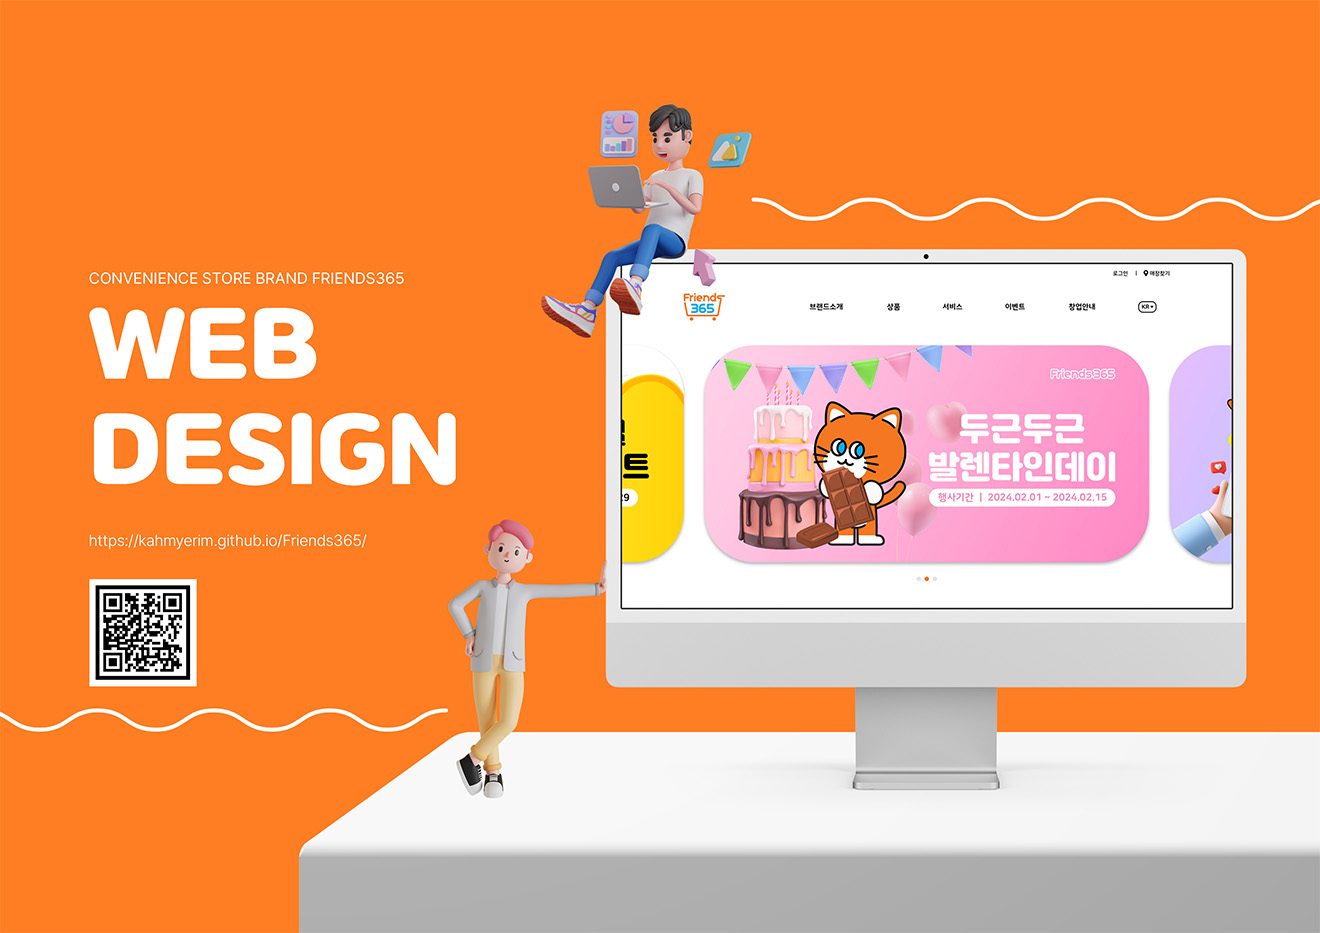 CONVENIENCE STORE BRAND FRIENDS365
WEB
DESIGN
https://kahmyerim.github.io/Friends365/
로그인 | 매장찾기
Friends
365
브랜드소개 상품 서비스 이벤트 창업안내 KR
트
29
Friends365
두근두근
발렌타인데이
행사기간 | 2024.02.01 ~ 2024.02.15